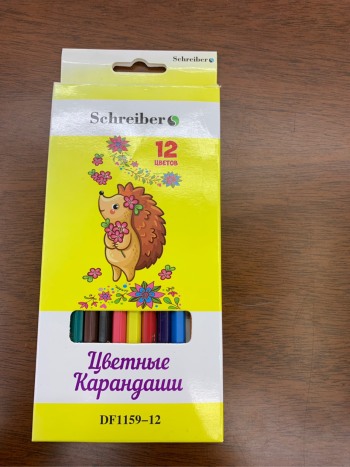 Schreiber
Schreiber
12
ЦВЕТОВ
Цветные
Карандаши
DF1159-12